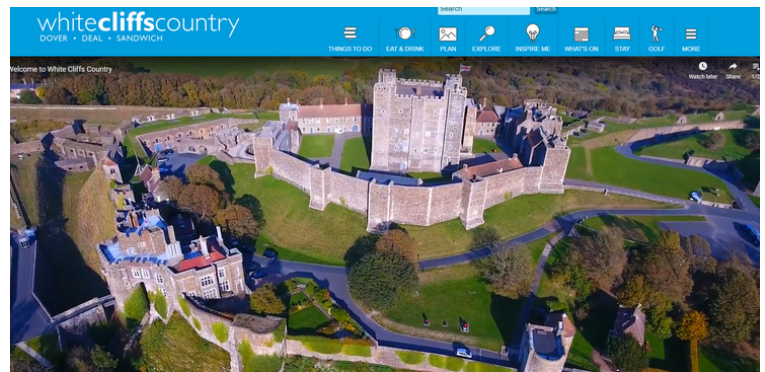 Search
Search
whitecliffscountry
DOVER • DEAL • SANDWICH
THINGS TO DO
EAT & DRINK
PLAN
EXPLORE
INSPIRE ME
WHAT'S ON
STAY
GOLF
MORE
Welcome to White Cliffs Country
Watch later
Share